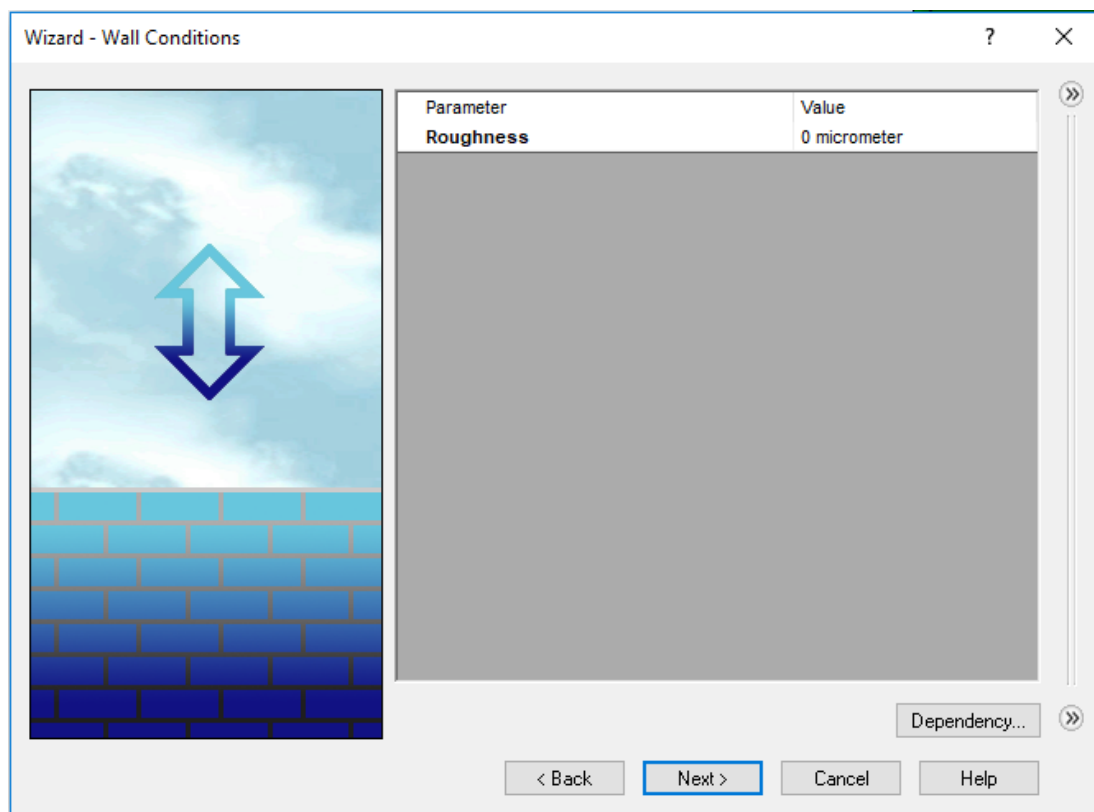 Wizard - Wall Conditions ?
Parameter Value
Roughness 0 micrometer
Dependency...
< Back Next > Cancel Help